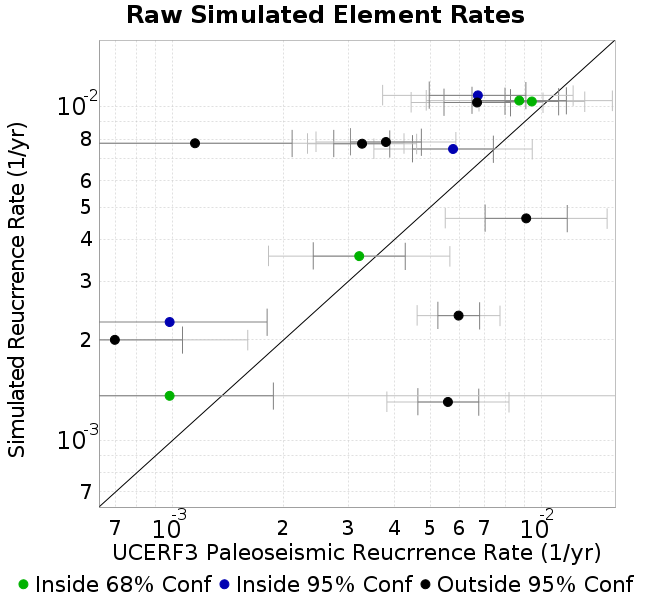 Raw Simulated Element Rates
Simulated Reucrrence Rate (1/yr)
10-2
8
6
5
4
3
2
10-3
7
7 10-3 2 3 4 5 6 7 10-2
UCERF3 Paleoseismic Reucrrence Rate (1/yr)
Inside 68% Conf Inside 95% Conf Outside 95% Conf